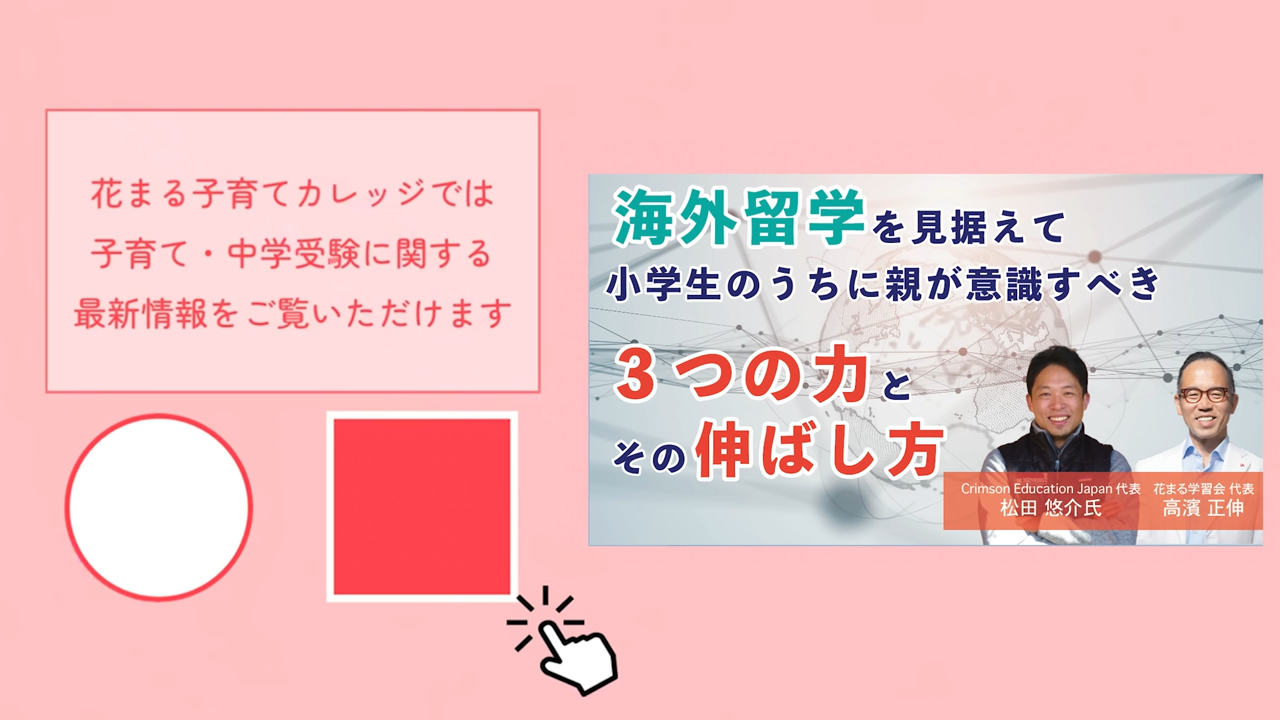 花まる子育てカレッジでは
子育て・中学受験に関する
最新情報をご覧いただけます
海外留学を見据えて
小学生のうちに親が意識すべき
３つの力と
その伸ばし方
Crimson Education Japan 代表
松田 悠介氏
花まる学習会 代表
高濱 正伸